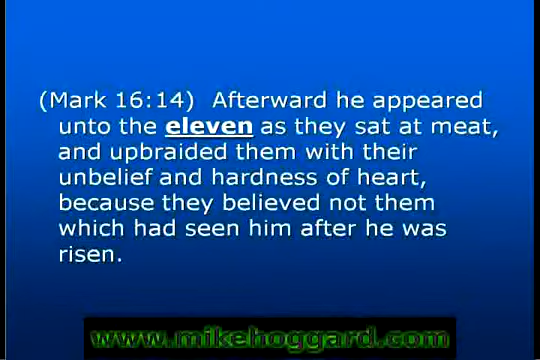 (Mark 16:14)  Afterward he appeared
unto the eleven as they sat at meat,
and upbraided them with their
unbelief and hardness of heart,
because they believed not them
which had seen him after he was
risen.
www.mikehoggard.com